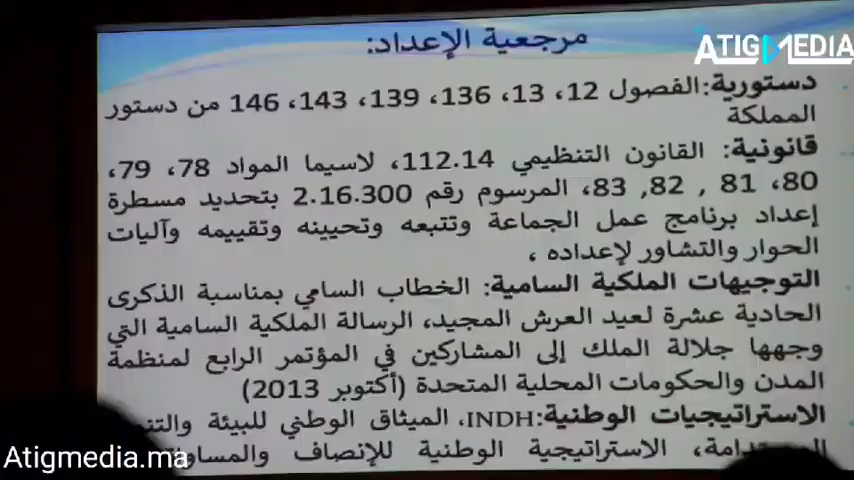 مرجعية الإعداد:
ATIG MEDIA
دستورية:الفصول 12، 13، 136، 139، 143، 146 من دستور
المملكة
قانونية: القانون التنظيمي 112.14، لاسيما المواد 78، 79،
80، 81 , 82, 83، المرسوم رقم 2.16.300 بتحديد مسطرة
إعداد برنامج عمل الجماعة وتتبعه وتحيينه وتقييمه وآليات
الحوار والتشاور لإعداده ،
التوجيهات الملكية السامية: الخطاب السامي بمناسبة الذكرى
الحادية عشرة لعيد العرش المجيد، الرسالة الملكية السامية التي
وجهها جلالة الملك إلى المشاركين في المؤتمر الرابع لمنظمة
المدن والحكومات المحلية المتحدة (أكتوبر 2013)
الاستراتيجيات الوطنية:INDH، الميثاق الوطني للبيئة
الاستراتيجية الوطنية للإنصاف
Atigmedia.ma